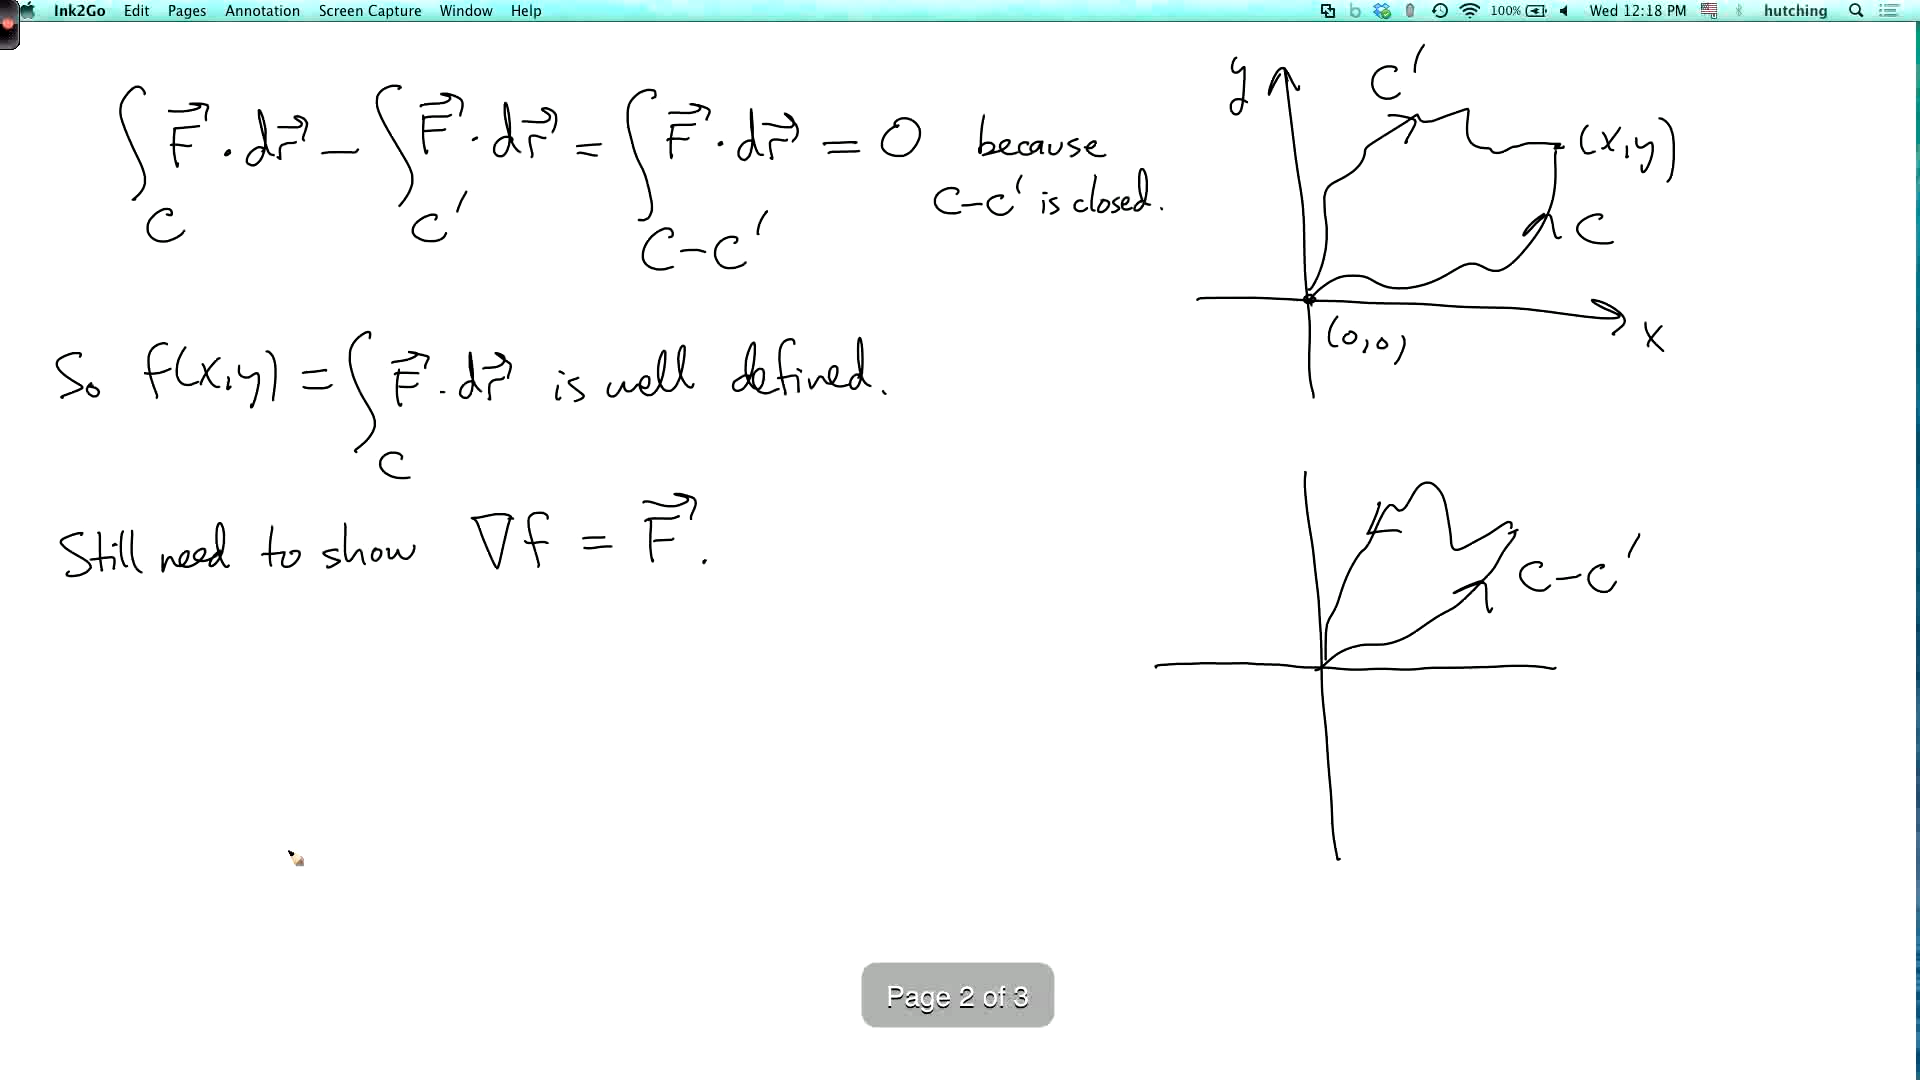 Ink2Go Edit Pages Annotation Screen Capture Window Help 100% Wed 12:18 PM hutching
∫_C F⃗ · dr⃗ − ∫_C′ F⃗ · dr⃗ = ∫_C−C′ F⃗ · dr⃗ = 0 because
C−C′ is closed.
So f(x,y) = ∫_C F⃗ · dr⃗ is well defined.
Still need to show ∇f = F⃗.
y
C′
(x,y)
C
(0,0)
x
C−C′
Page 2 of 3